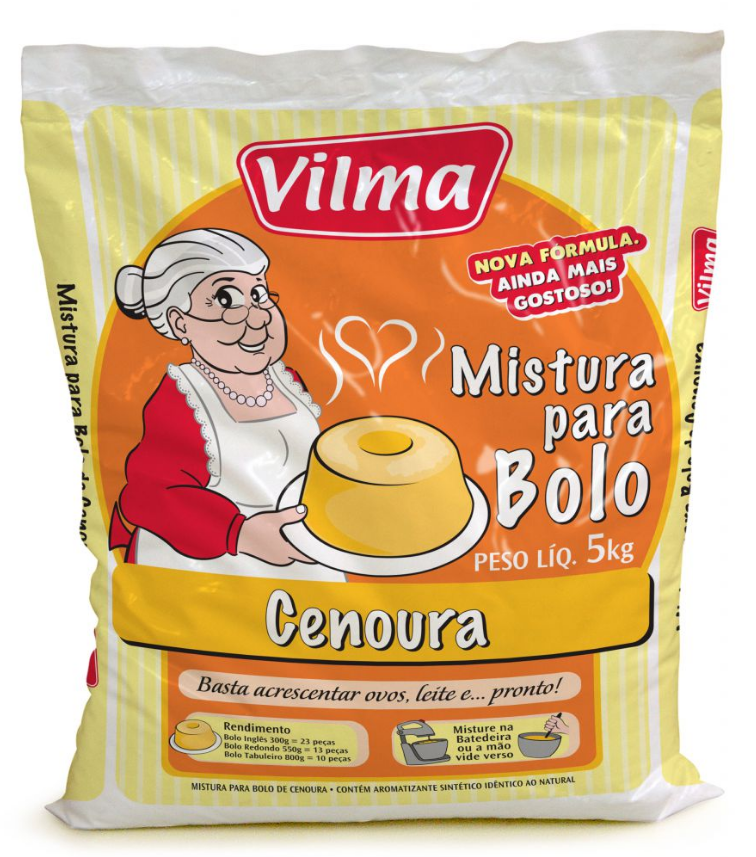 Vilma
NOVA FÓRMULA.
AINDA MAIS
GOSTOSO!
Mistura
para
Bolo
PESO LÍQ. 5kg
Cenoura
Basta acrescentar ovos, leite e... pronto!
Rendimento
Bolo Inglês 300g = 23 peças
Bolo Redondo 550g = 13 peças
Bolo Tabuleiro 800g = 10 peças
Misture na
Batedeira
ou a mão
vide verso
MISTURA PARA BOLO DE CENOURA • CONTÉM AROMATIZANTE SINTÉTICO IDÊNTICO AO NATURAL
Mistura para Bolo de
Vilma
Bolo de Cenoura